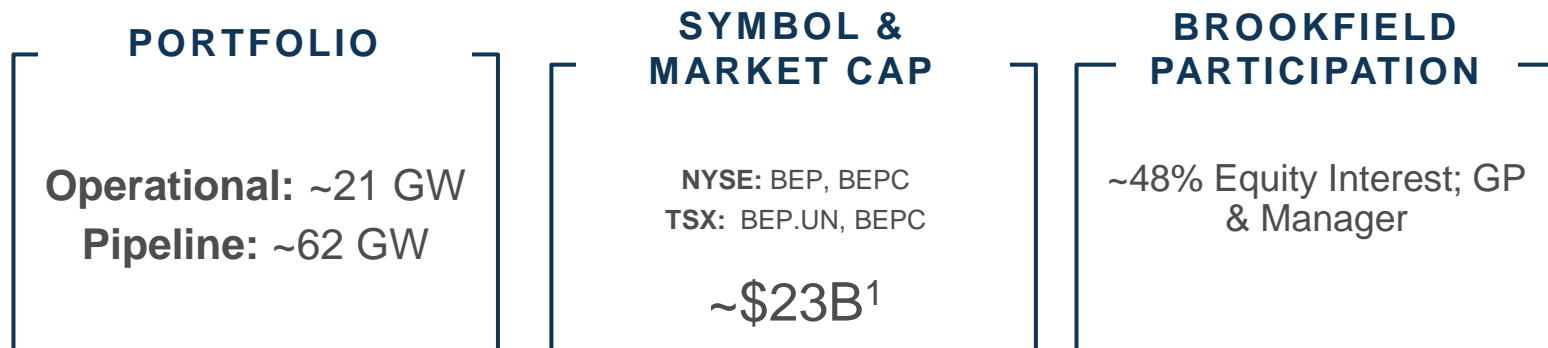 PORTFOLIO
Operational: ~21 GW
Pipeline: ~62 GW
SYMBOL &
MARKET CAP
NYSE: BEP, BEPC
TSX: BEP.UN, BEPC
~$23B¹
BROOKFIELD
PARTICIPATION
~48% Equity Interest; GP
& Manager